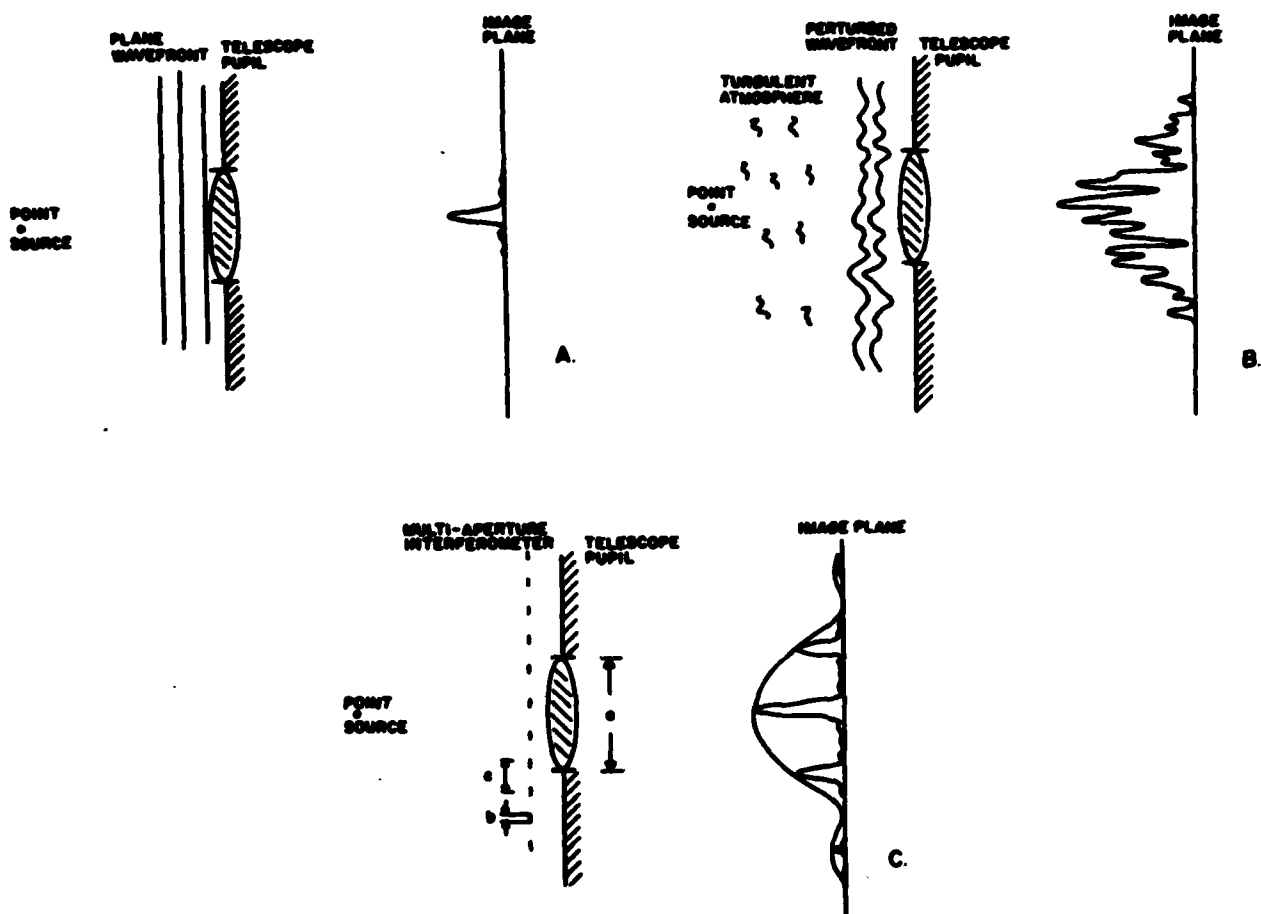 PLANE
WAVEFRONT
TELESCOPE
PUPIL
IMAGE
PLANE
POINT
SOURCE
A.
PERTURBED
WAVEFRONT
TELESCOPE
PUPIL
IMAGE
PLANE
TURBULENT
ATMOSPHERE
POINT
SOURCE
B.
MULTI-APERTURE
INTERFEROMETER
TELESCOPE
PUPIL
IMAGE PLANE
POINT
SOURCE
b
C.